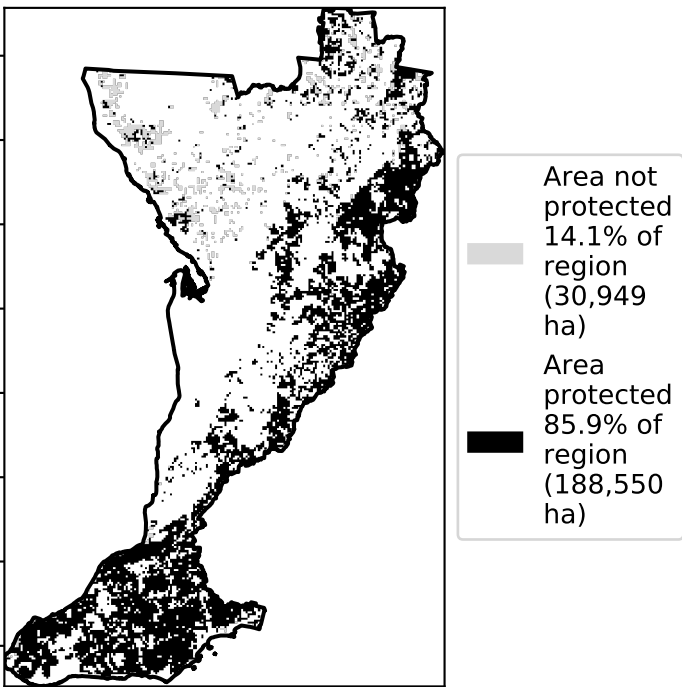 Area not
protected
14.1% of
region
(30,949
ha)
Area
protected
85.9% of
region
(188,550
ha)